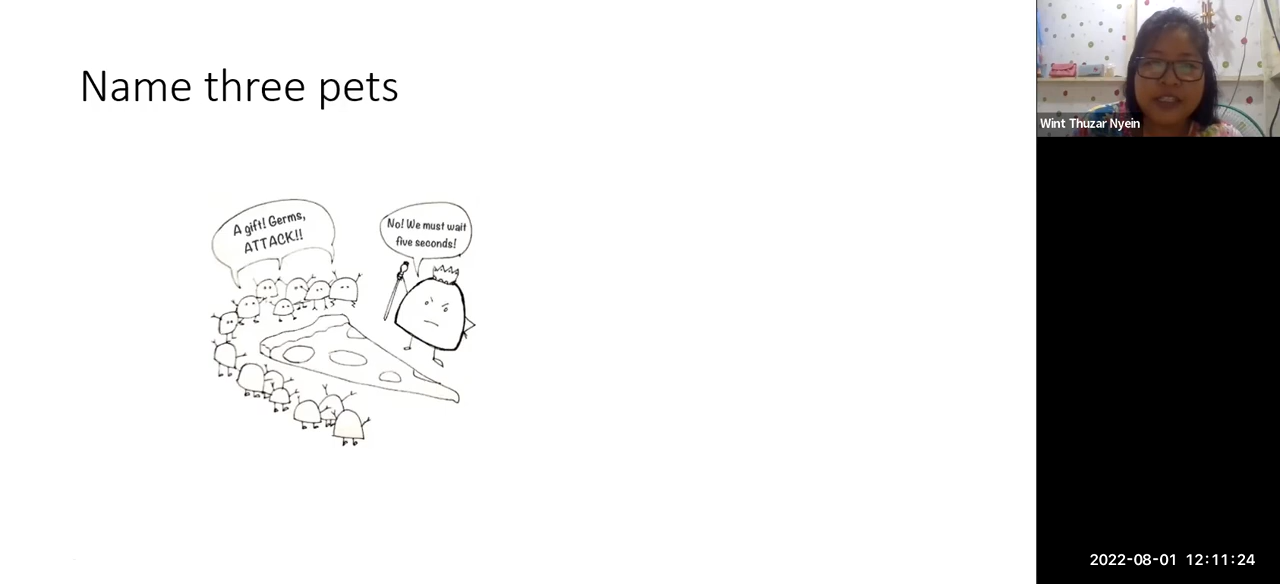 Name three pets
A gift! Germs,
ATTACK!!
No! We must wait
five seconds!
Wint Thuzar Nyein
2022-08-01 12:11:24